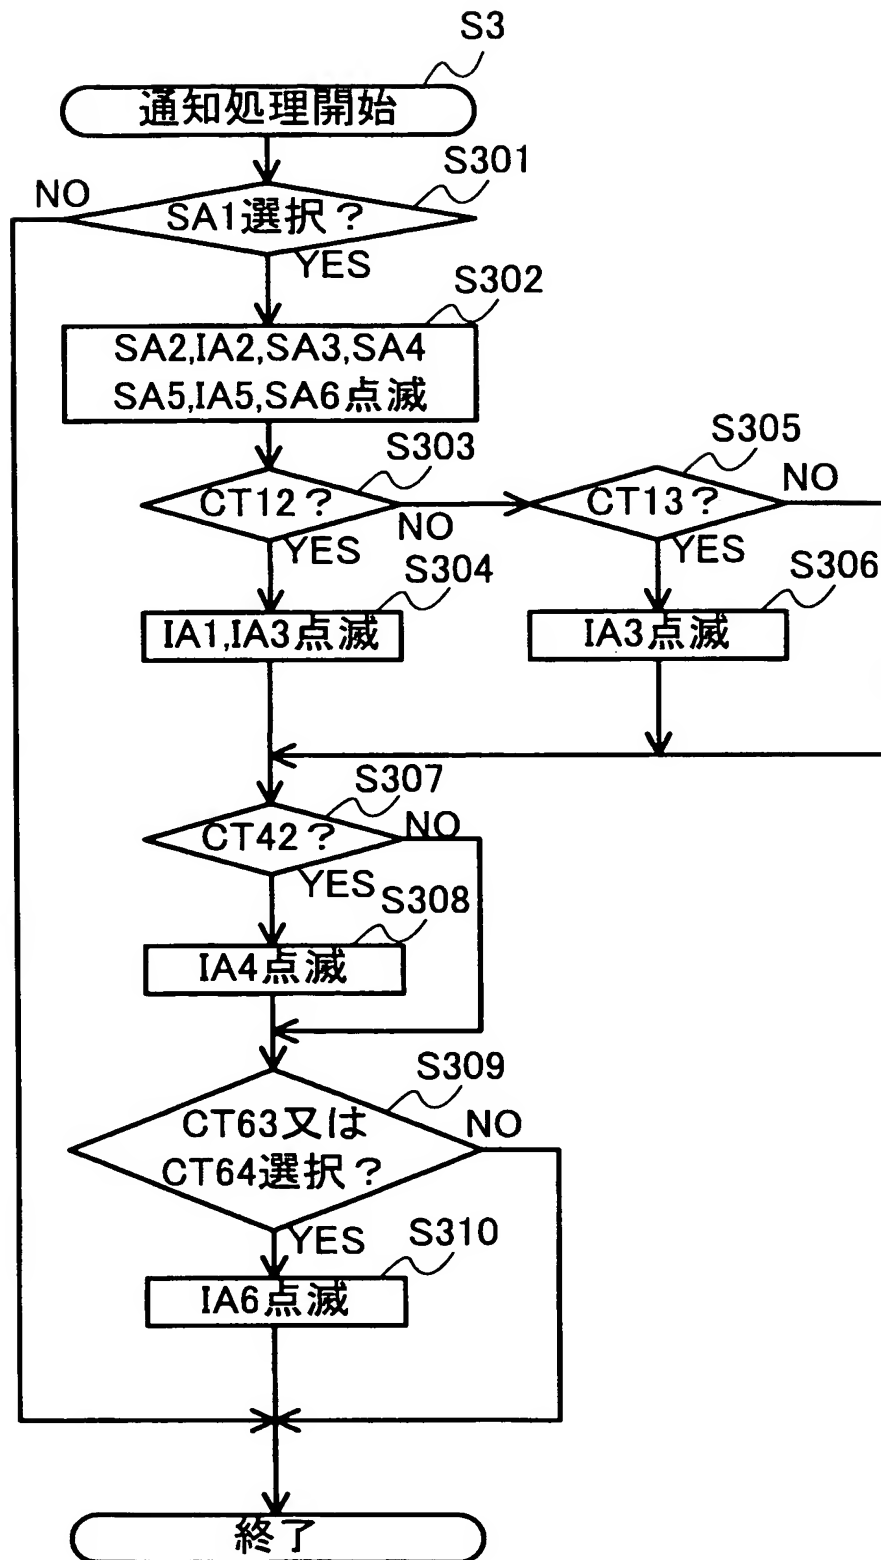 S3
通知処理開始
S301
NO
SA1選択？
YES
S302
SA2,IA2,SA3,SA4
SA5,IA5,SA6点滅
S303
CT12？
NO
YES
S305
CT13？
NO
YES
S304
IA1,IA3点滅
S306
IA3点滅
S307
CT42？
NO
YES
S308
IA4点滅
S309
CT63又は
CT64選択？
NO
YES
S310
IA6点滅
終了